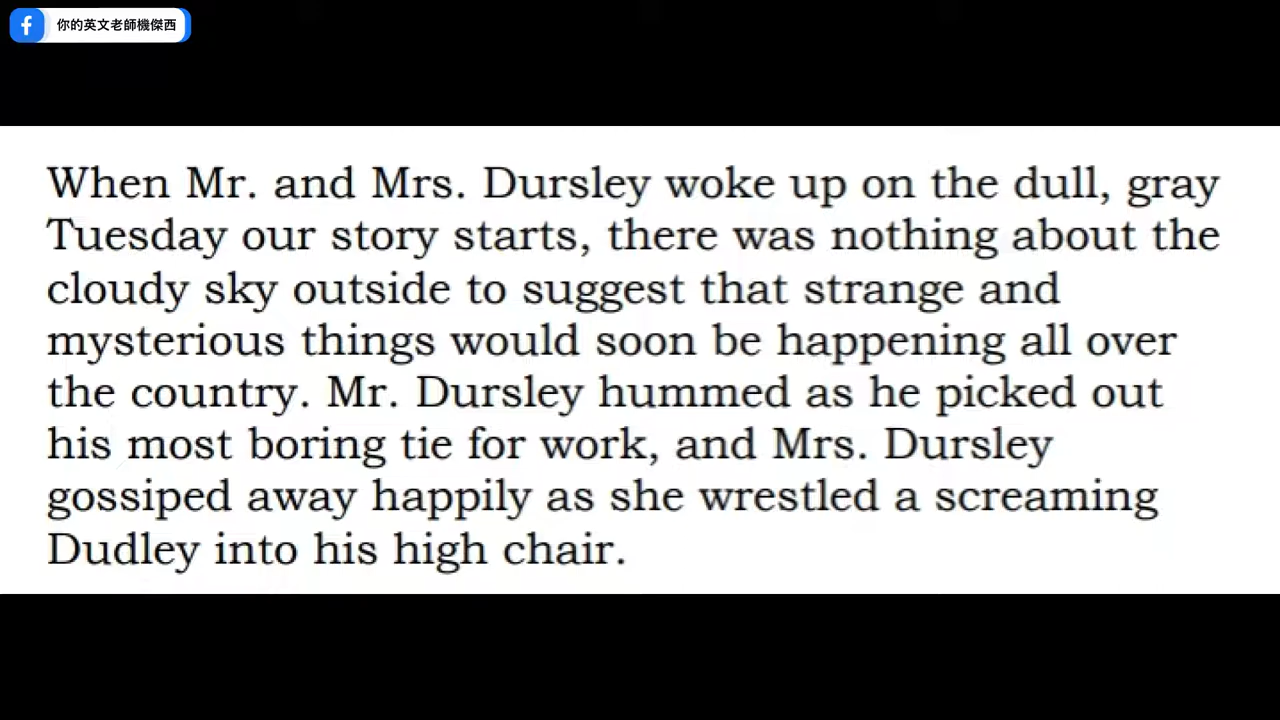 你的英文老師機傑西
When Mr. and Mrs. Dursley woke up on the dull, gray
Tuesday our story starts, there was nothing about the
cloudy sky outside to suggest that strange and
mysterious things would soon be happening all over
the country. Mr. Dursley hummed as he picked out
his most boring tie for work, and Mrs. Dursley
gossiped away happily as she wrestled a screaming
Dudley into his high chair.